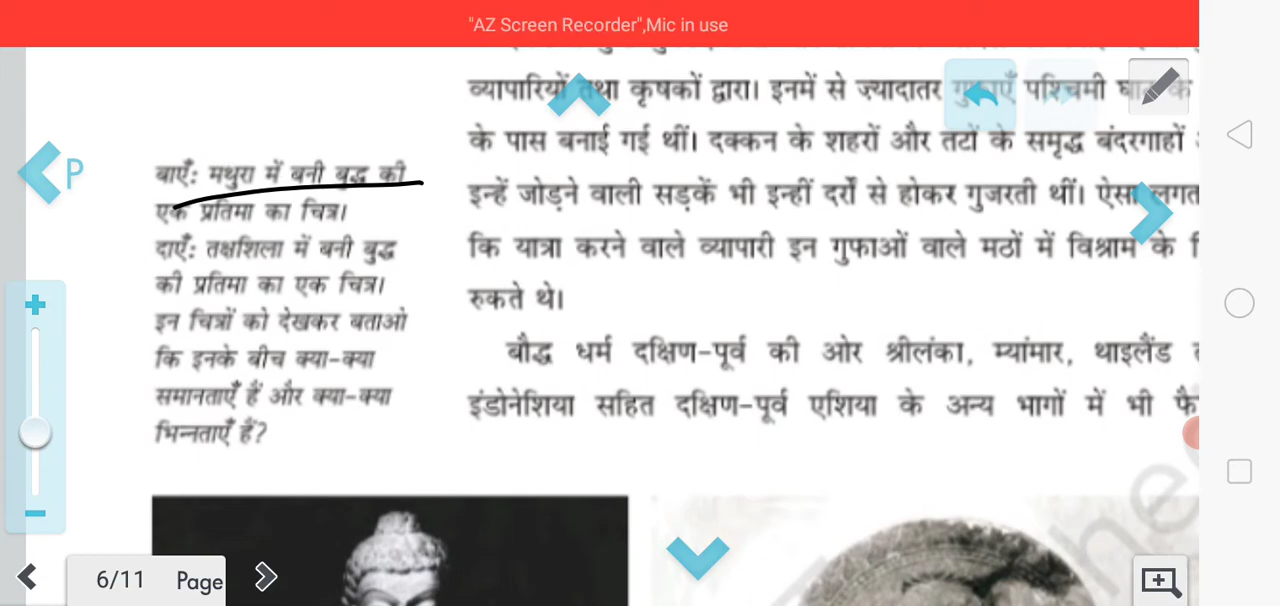 "AZ Screen Recorder",Mic in use
P
बाएँ: मथुरा में बनी बुद्ध की
एक प्रतिमा का चित्र।
दाएँ: तक्षशिला में बनी बुद्ध
की प्रतिमा का एक चित्र।
इन चित्रों को देखकर बताओ
कि इनके बीच क्या-क्या
समानताएँ हैं और क्या-क्या
भिन्नताएँ हैं?
व्यापारियों तथा कृषकों द्वारा। इनमें से ज़्यादातर गुफाएँ पश्चिमी घाट के
के पास बनाई गई थीं। दक्कन के शहरों और तटों के समृद्ध बंदरगाहों
इन्हें जोड़ने वाली सड़कें भी इन्हीं दर्रों से होकर गुजरती थीं। ऐसा लगत
कि यात्रा करने वाले व्यापारी इन गुफाओं वाले मठों में विश्राम के
रुकते थे।
बौद्ध धर्म दक्षिण-पूर्व की ओर श्रीलंका, म्यांमार, थाइलैंड
इंडोनेशिया सहित दक्षिण-पूर्व एशिया के अन्य भागों में भी फै
6/11 Page